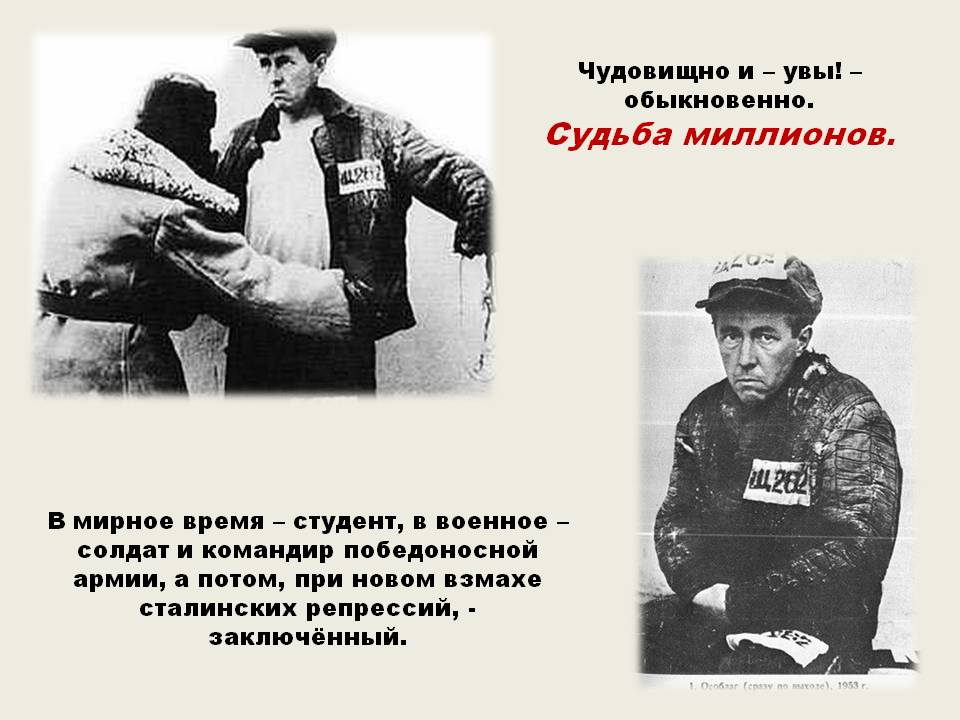 Чудовищно и – увы! –
обыкновенно.
Судьба миллионов.
Щ262
262
Щ262
В мирное время – студент, в военное –
солдат и командир победоносной
армии, а потом, при новом взмахе
сталинских репрессий, -
заключённый.
1. Особлаг (сразу по выходе), 1953 г.